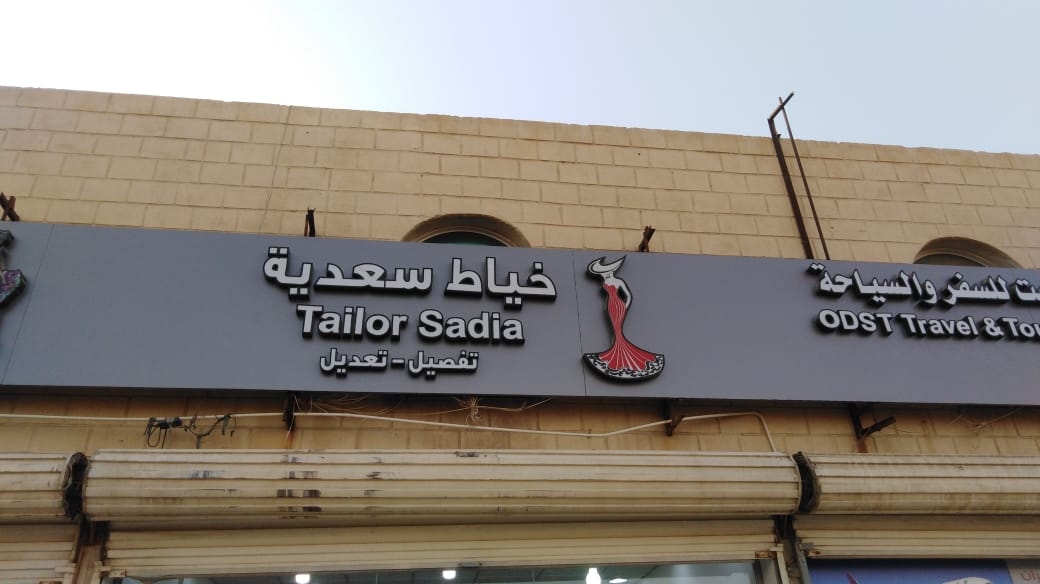 خياط سعدية
Tailor Sadia
تفصيل - تعديل
للسفر والسياحة
ODST Travel &